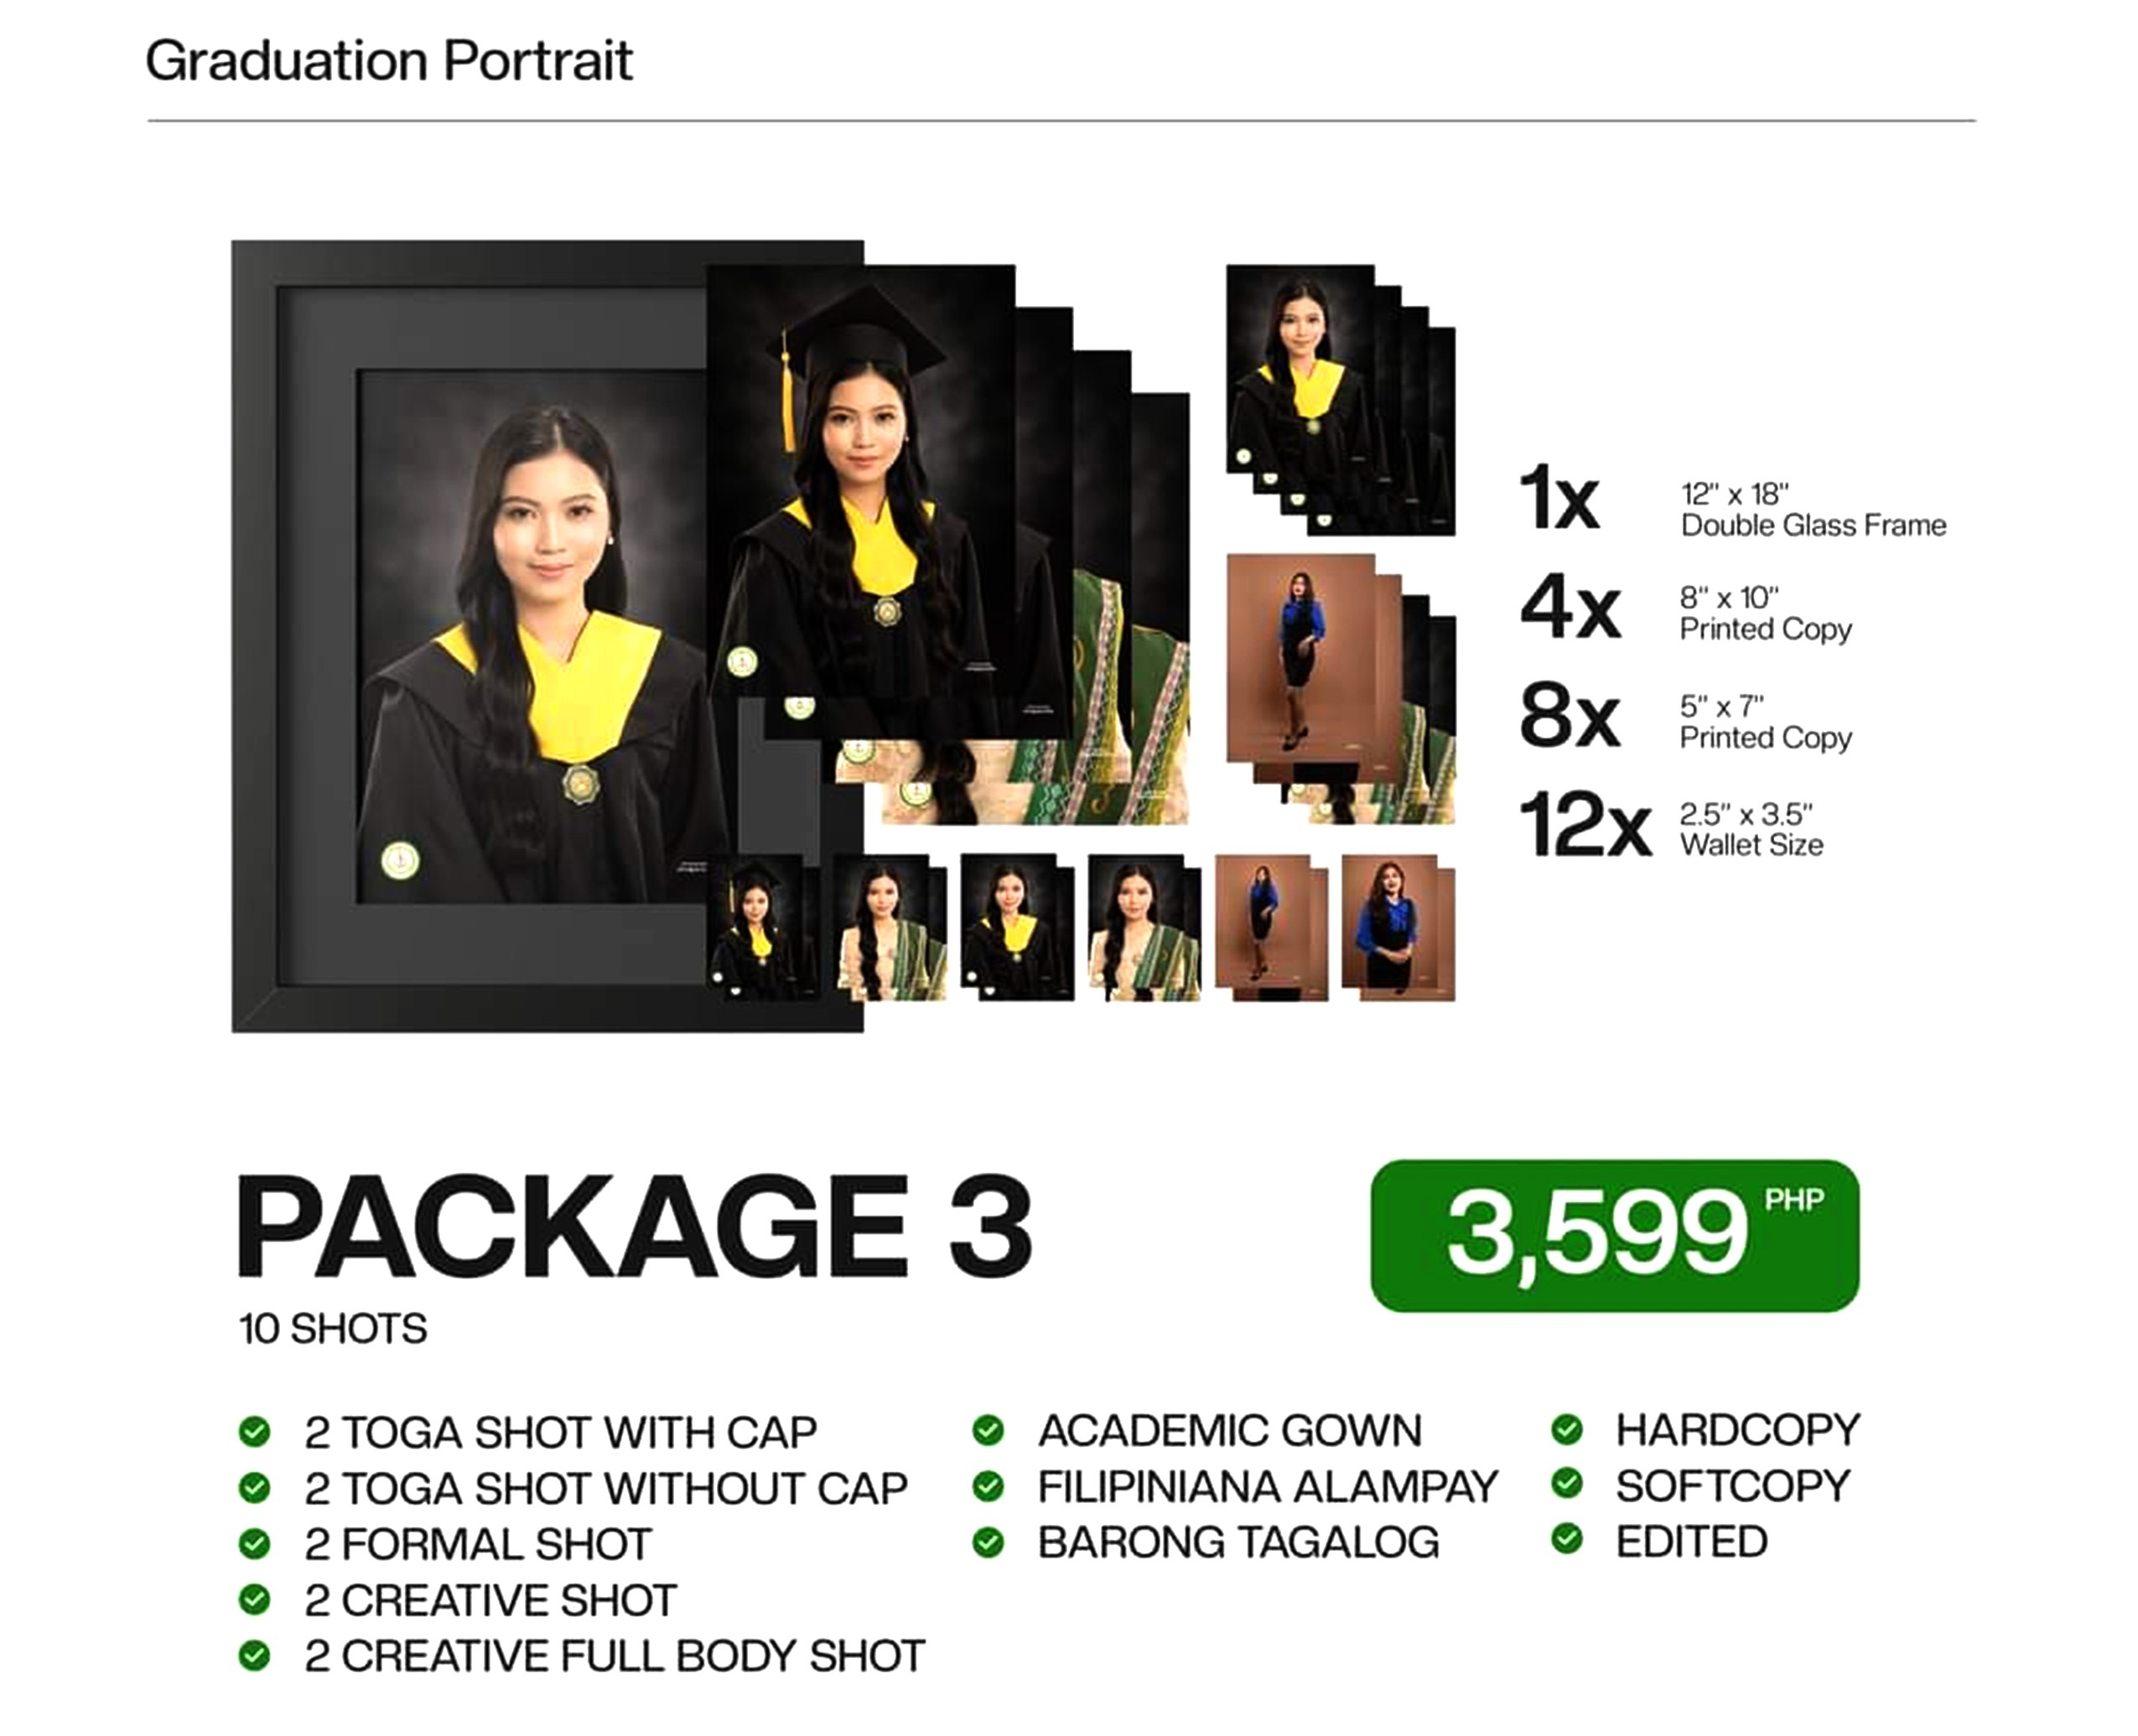 Graduation Portrait
1x
12" x 18"
Double Glass Frame
4x
8" x 10"
Printed Copy
8x
5" x 7"
Printed Copy
12x
2.5" x 3.5"
Wallet Size
PACKAGE 3
3,599 PHP
10 SHOTS
2 TOGA SHOT WITH CAP
2 TOGA SHOT WITHOUT CAP
2 FORMAL SHOT
2 CREATIVE SHOT
2 CREATIVE FULL BODY SHOT
ACADEMIC GOWN
FILIPINIANA ALAMPAY
BARONG TAGALOG
HARDCOPY
SOFTCOPY
EDITED